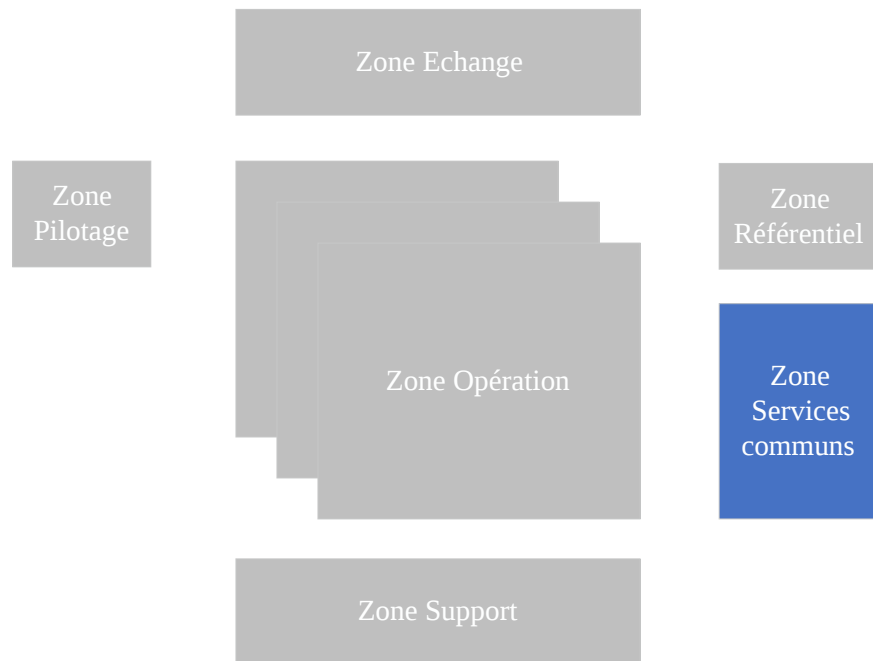 Zone Echange
Zone
Pilotage
Zone
Référentiel
Zone Opération
Zone
Services
communs
Zone Support